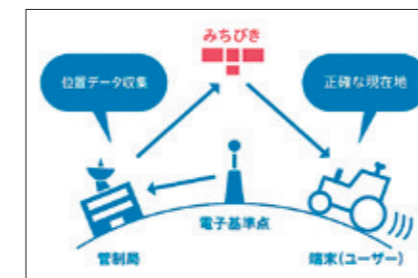 みちびき
位置データ収集
正確な現在地
電子基準点
管制局
端末(ユーザー)